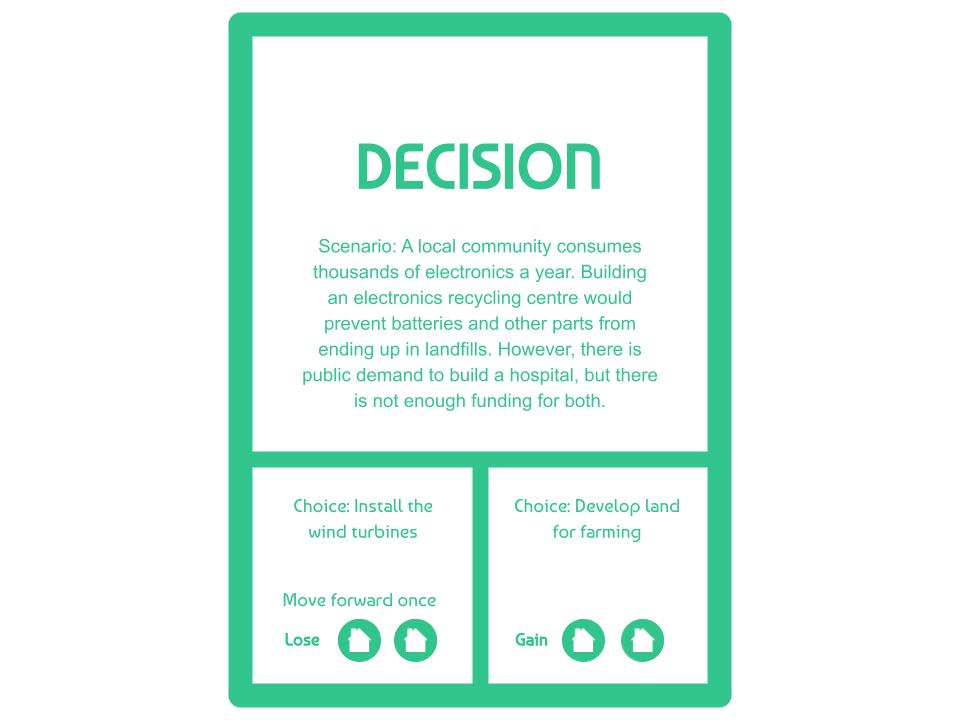 DECISION
Scenario: A local community consumes
thousands of electronics a year. Building
an electronics recycling centre would
prevent batteries and other parts from
ending up in landfills. However, there is
public demand to build a hospital, but there
is not enough funding for both.
Choice: Install the
wind turbines
Move forward once
Lose
Choice: Develop land
for farming
Gain